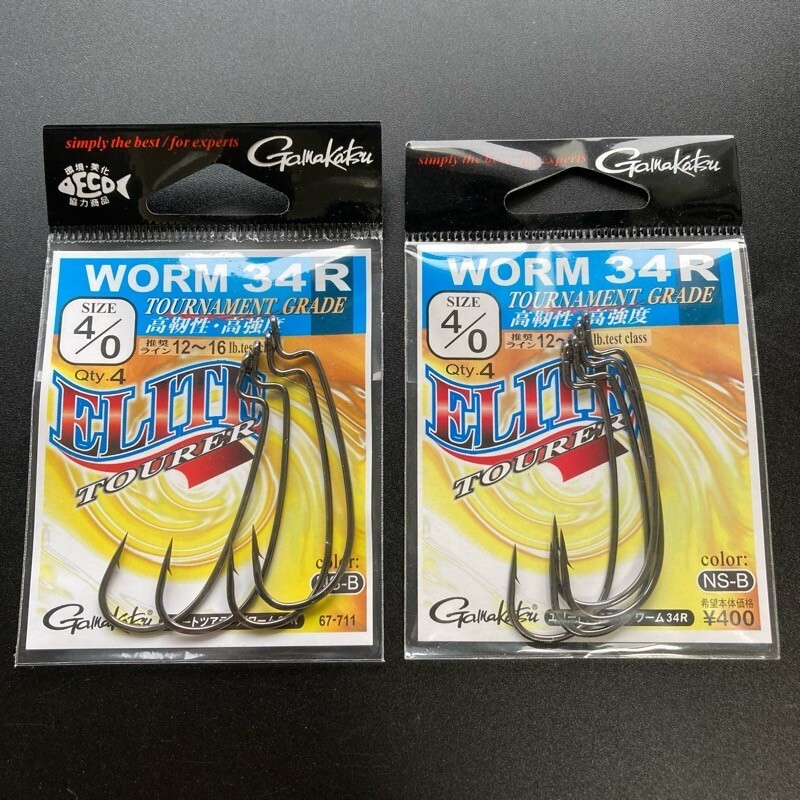 simply the best / for experts
Gamakatsu
環境・美化
ECO
協力商品
WORM 34R
SIZE
4/0
TOURNAMENT GRADE
高靭性・高強度
推奨
ライン 12〜16 lb.test class
Qty.4
ELITE
TOURER
color:
NS-B
Gamakatsu®
67-711
simply the best / for experts
Gamakatsu
WORM 34R
SIZE
4/0
TOURNAMENT GRADE
高靭性・高強度
推奨
ライン 12〜 lb.test class
Qty.4
ELITE
TOURER
color:
NS-B
希望本体価格
¥400
Gamakatsu
ワーム34R